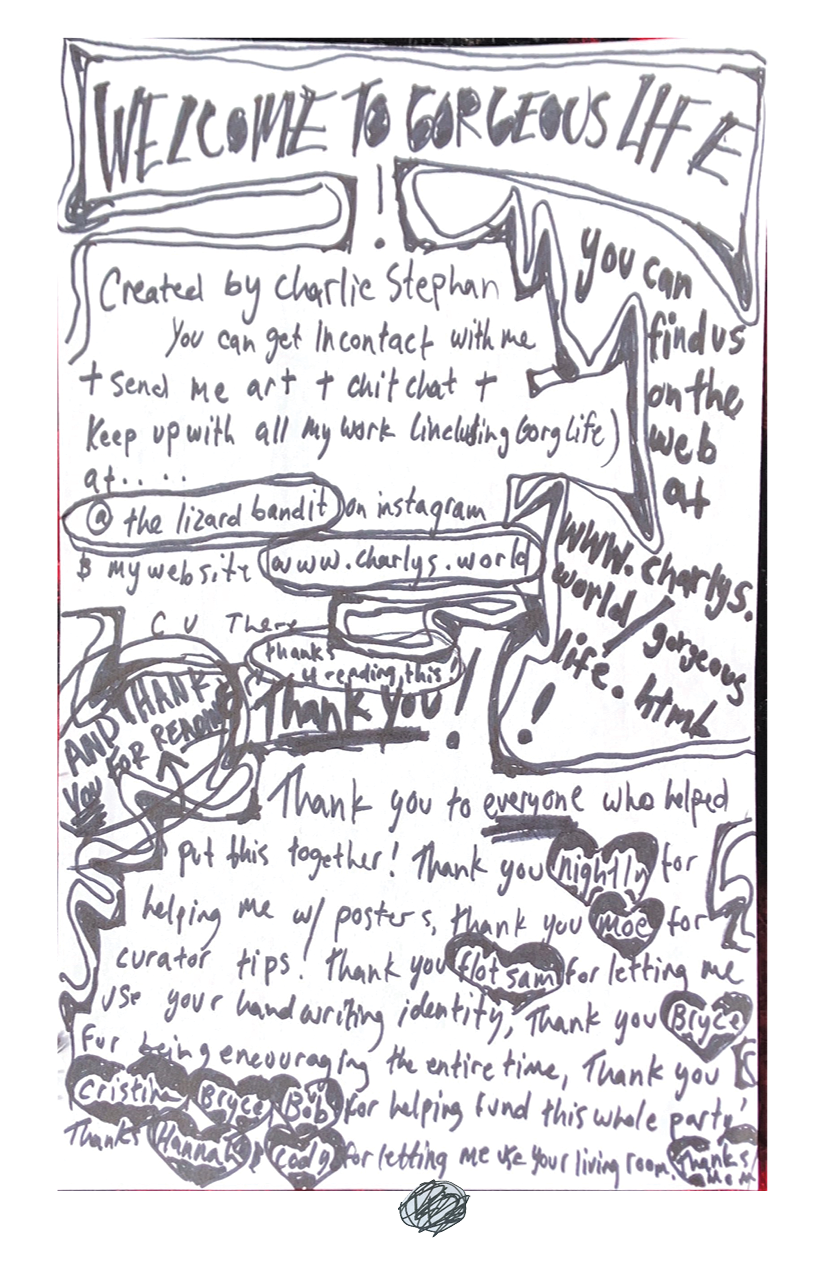 WELCOME TO GORGEOUS LIFE
!
Created by Charlie Stephan
You can get Incontact with me
+ send me art + chitchat +
Keep up with all my work (including Gorg Life)
at.....
@ the lizard bandit on instagram
& my website www.charlys.world
C U There
you can
find us
on the
web
at
www.charlys.
world/gorgeous
life.html
!
thanks
4 reading, this!
Thank you!
AND THANK
YOU FOR READING
Thank you to everyone who helped
put this together! Thank you nightly for
helping me w/ posters, thank you moe for
curator tips! Thank you flotsam for letting me
use your handwriting identity, Thank you Bryce
For being encouraging the entire time, Thank you
Cristina, Bryce, Bob for helping fund this whole party!
Thanks Hannah & cody for letting me use your living room. Thanks
Mom